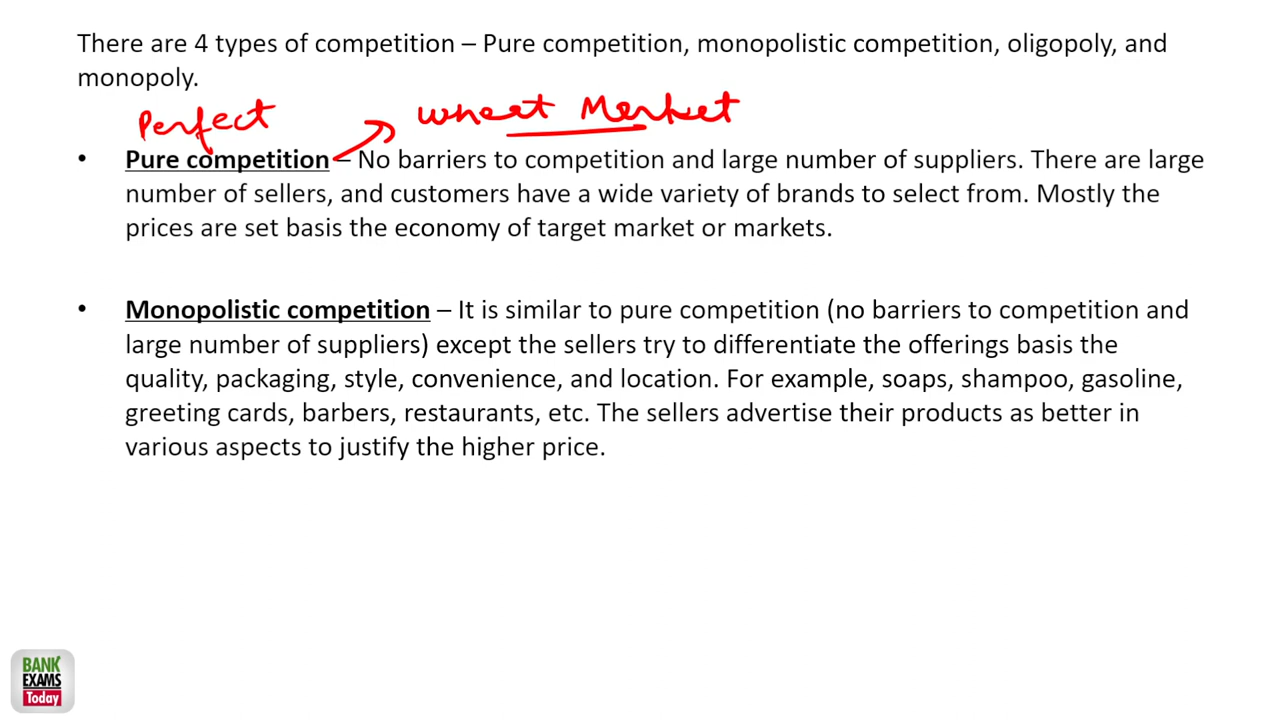 There are 4 types of competition – Pure competition, monopolistic competition, oligopoly, and
monopoly.
Perfect
wheat Market
• Pure competition – No barriers to competition and large number of suppliers. There are large
number of sellers, and customers have a wide variety of brands to select from. Mostly the
prices are set basis the economy of target market or markets.
• Monopolistic competition – It is similar to pure competition (no barriers to competition and
large number of suppliers) except the sellers try to differentiate the offerings basis the
quality, packaging, style, convenience, and location. For example, soaps, shampoo, gasoline,
greeting cards, barbers, restaurants, etc. The sellers advertise their products as better in
various aspects to justify the higher price.
BANK
EXAMS
Today